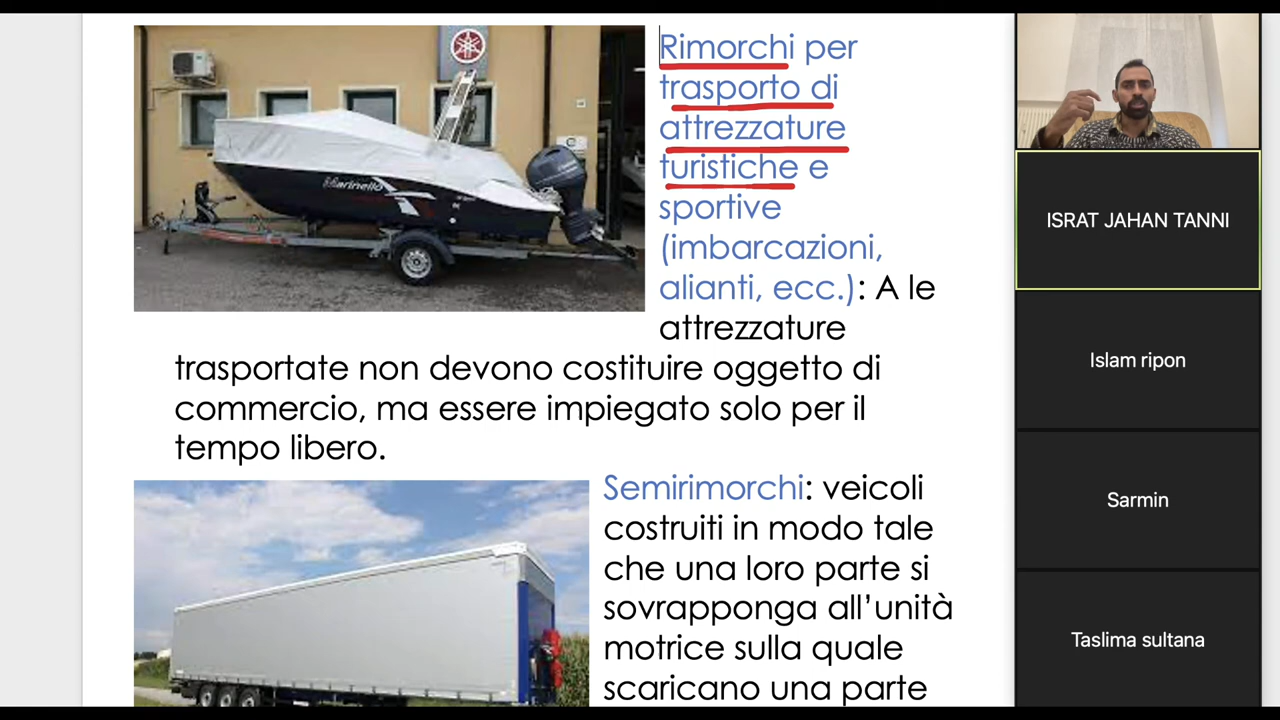 Rimorchi per
trasporto di
attrezzature
turistiche e
sportive
(imbarcazioni,
alianti, ecc.): A le
attrezzature
trasportate non devono costituire oggetto di
commercio, ma essere impiegato solo per il
tempo libero.
Marinello
Semirimorchi: veicoli
costruiti in modo tale
che una loro parte si
sovrapponga all'unità
motrice sulla quale
scaricano una parte
ISRAT JAHAN TANNI
Islam ripon
Sarmin
Taslima sultana